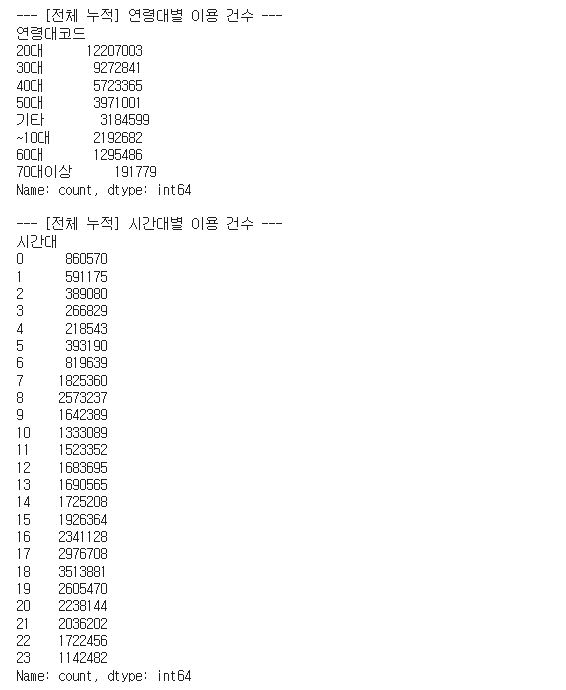 --- [전체 누적] 연령대별 이용 건수 ---
연령대코드
20대 12207003
30대 9272841
40대 5723365
50대 3971001
기타 3184599
~10대 2192682
60대 1295486
70대이상 191779
Name: count, dtype: int64
--- [전체 누적] 시간대별 이용 건수 ---
시간대
0 860570
1 591175
2 389080
3 266829
4 218543
5 393190
6 819639
7 1825360
8 2573237
9 1642389
10 1333089
11 1523352
12 1683695
13 1690565
14 1725208
15 1926364
16 2341128
17 2976708
18 3513881
19 2605470
20 2238144
21 2036202
22 1722456
23 1142482
Name: count, dtype: int64